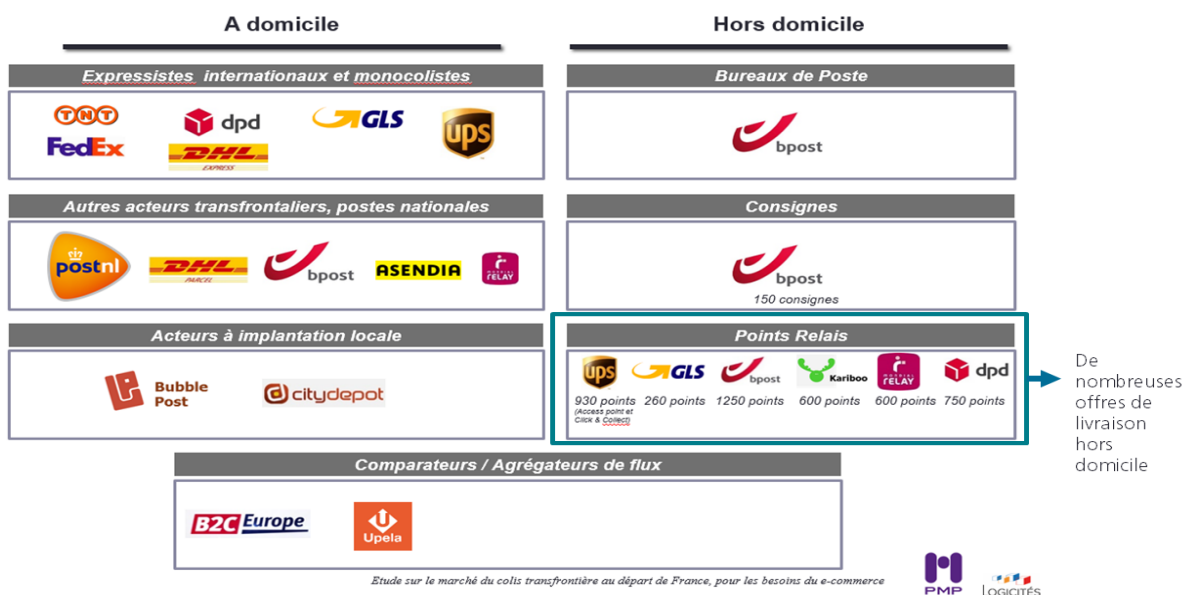 A domicile
Hors domicile
Expressistes internationaux et monocolistes
Bureaux de Poste
TNT
FedEx
dpd
DHL
EXPRESS
GLS
ups
bpost
Autres acteurs transfrontaliers, postes nationales
Consignes
postnl
DHL
PARCEL
bpost
ASENDIA
MONDIAL
RELAY
bpost
150 consignes
Acteurs à implantation locale
Points Relais
Bubble
Post
citydepot
ups
GLS
bpost
Kariboo
MONDIAL
RELAY
dpd
930 points
260 points
1250 points
600 points
600 points
750 points
(Access point et
Click & Collect)
De
nombreuses
offres de
livraison
hors
domicile
Comparateurs / Agrégateurs de flux
B2C Europe
Upela
Etude sur le marché du colis transfrontière au départ de France, pour les besoins du e-commerce
PMP
LOGICITÉS